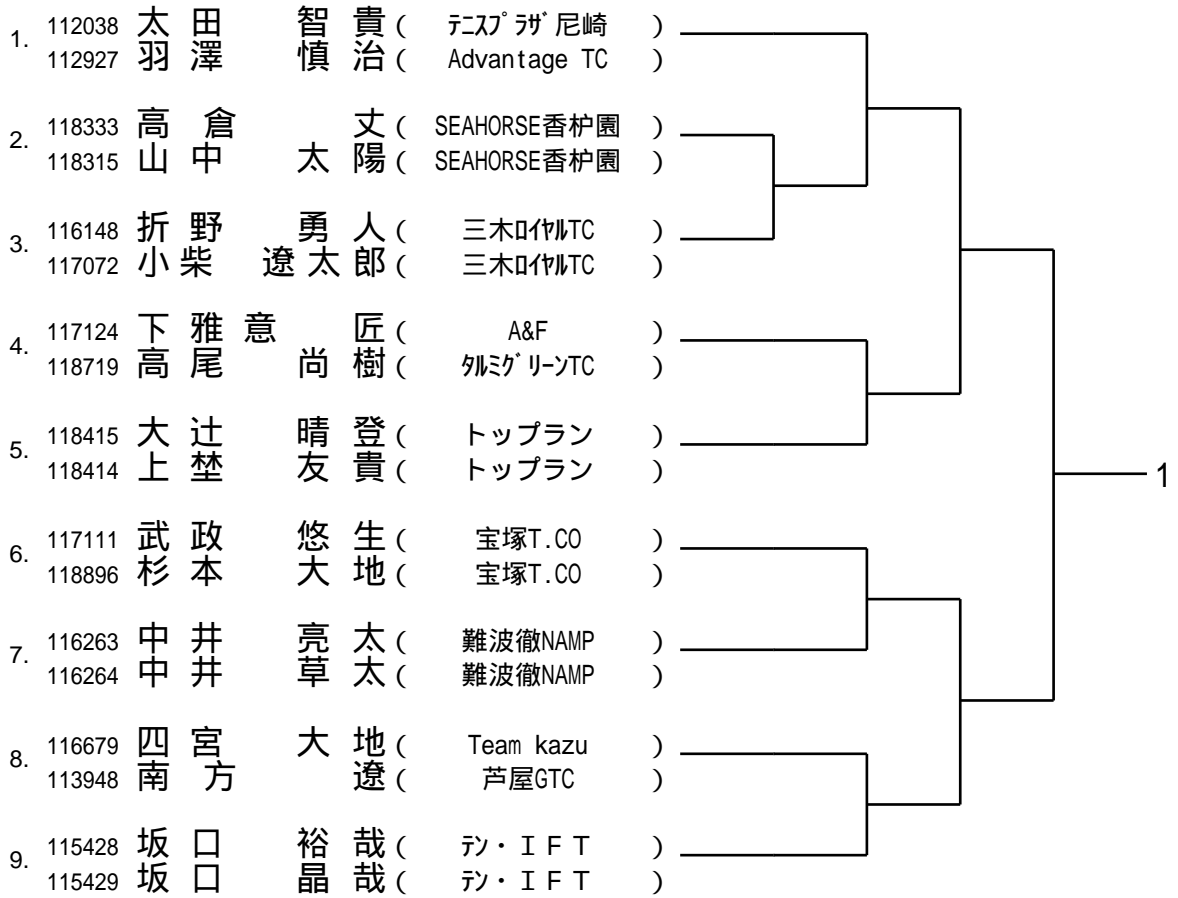 1. 112038 太田 智貴 ( ﾃﾆｽﾌﾟﾗｻﾞ尼崎 )
112927 羽澤 慎治 ( Advantage TC )
2. 118333 高倉 丈 ( SEAHORSE香枦園 )
118315 山中 太陽 ( SEAHORSE香枦園 )
3. 116148 折野 勇人 ( 三木ﾛｲﾔﾙTC )
117072 小柴 遼太郎 ( 三木ﾛｲﾔﾙTC )
4. 117124 下雅意 匠 ( A&F )
118719 高尾 尚樹 ( ﾀﾙﾐｸﾞﾘｰﾝTC )
5. 118415 大辻 晴登 ( トップラン )
118414 上埜 友貴 ( トップラン )
1
6. 117111 武政 悠生 ( 宝塚T.CO )
118896 杉本 大地 ( 宝塚T.CO )
7. 116263 中井 亮太 ( 難波徹NAMP )
116264 中井 草太 ( 難波徹NAMP )
8. 116679 四宮 大地 ( Team kazu )
113948 南方 遼 ( 芦屋GTC )
9. 115428 坂口 裕哉 ( ﾃﾝ・ＩＦＴ )
115429 坂口 晶哉 ( ﾃﾝ・ＩＦＴ )